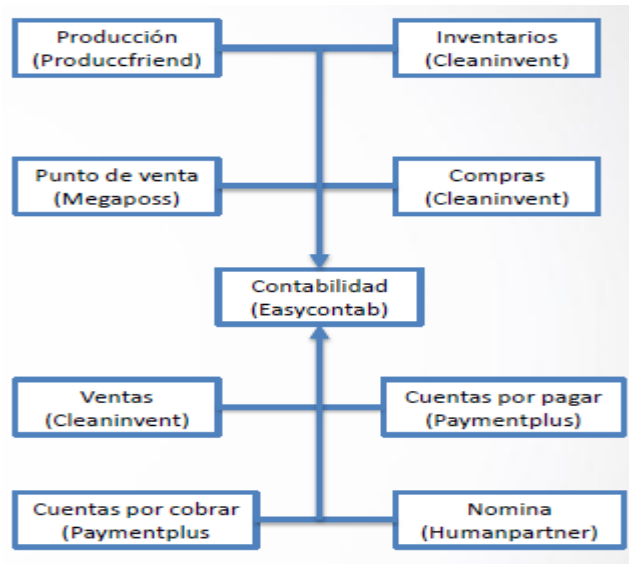 Producción
(Produccfriend)
Inventarios
(Cleaninvent)
Punto de venta
(Megaposs)
Compras
(Cleaninvent)
Contabilidad
(Easycontab)
Ventas
(Cleaninvent)
Cuentas por pagar
(Paymentplus)
Cuentas por cobrar
(Paymentplus
Nomina
(Humanpartner)